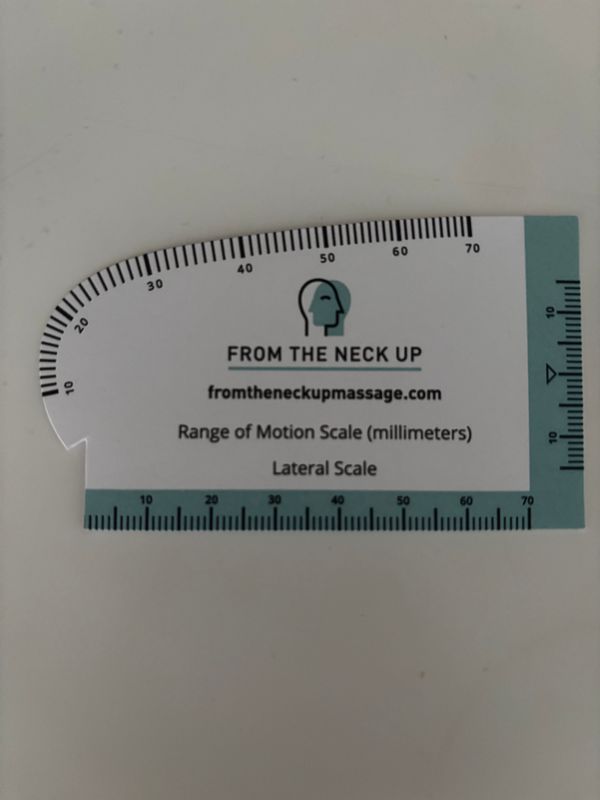 10 20 30 40 50 60 70
FROM THE NECK UP
fromtheneckupmassage.com
Range of Motion Scale (millimeters)
Lateral Scale
10 20 30 40 50 60 70
10
10